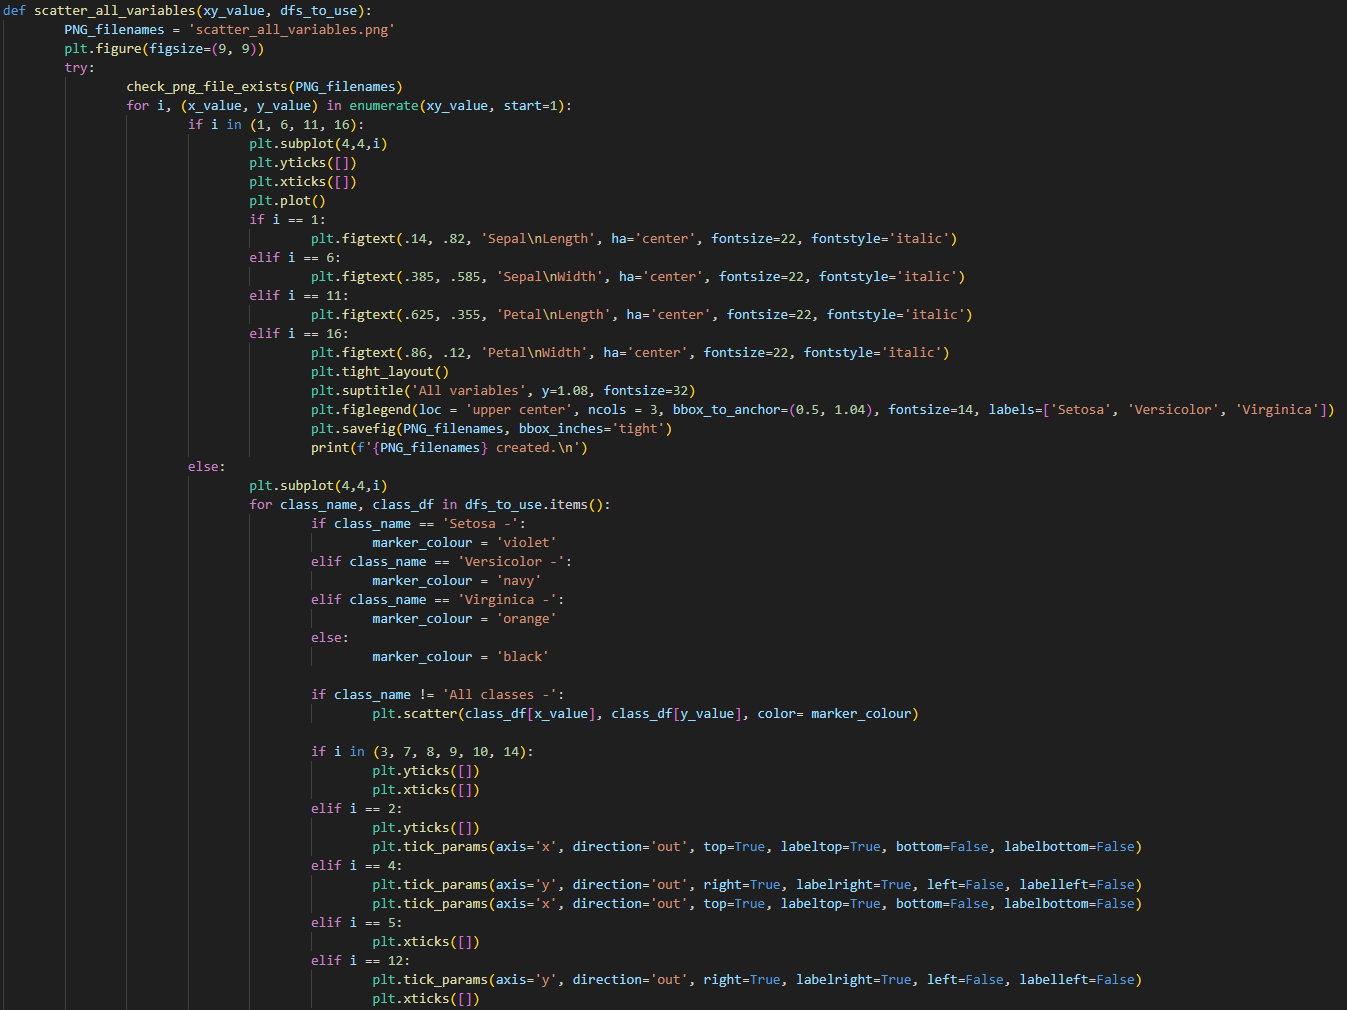 def scatter_all_variables(xy_value, dfs_to_use):
PNG_filenames = 'scatter_all_variables.png'
plt.figure(figsize=(9, 9))
try:
check_png_file_exists(PNG_filenames)
for i, (x_value, y_value) in enumerate(xy_value, start=1):
if i in (1, 6, 11, 16):
plt.subplot(4,4,i)
plt.yticks([])
plt.xticks([])
plt.plot()
if i == 1:
plt.figtext(.14, .82, 'Sepal\nLength', ha='center', fontsize=22, fontstyle='italic')
elif i == 6:
plt.figtext(.385, .585, 'Sepal\nWidth', ha='center', fontsize=22, fontstyle='italic')
elif i == 11:
plt.figtext(.625, .355, 'Petal\nLength', ha='center', fontsize=22, fontstyle='italic')
elif i == 16:
plt.figtext(.86, .12, 'Petal\nWidth', ha='center', fontsize=22, fontstyle='italic')
plt.tight_layout()
plt.suptitle('All variables', y=1.08, fontsize=32)
plt.figlegend(loc = 'upper center', ncols = 3, bbox_to_anchor=(0.5, 1.04), fontsize=14, labels=['Setosa', 'Versicolor', 'Virginica'])
plt.savefig(PNG_filenames, bbox_inches='tight')
print(f'{PNG_filenames} created.\n')
else:
plt.subplot(4,4,i)
for class_name, class_df in dfs_to_use.items():
if class_name == 'Setosa -':
marker_colour = 'violet'
elif class_name == 'Versicolor -':
marker_colour = 'navy'
elif class_name == 'Virginica -':
marker_colour = 'orange'
else:
marker_colour = 'black'
if class_name != 'All classes -':
plt.scatter(class_df[x_value], class_df[y_value], color= marker_colour)
if i in (3, 7, 8, 9, 10, 14):
plt.yticks([])
plt.xticks([])
elif i == 2:
plt.yticks([])
plt.tick_params(axis='x', direction='out', top=True, labeltop=True, bottom=False, labelbottom=False)
elif i == 4:
plt.tick_params(axis='y', direction='out', right=True, labelright=True, left=False, labelleft=False)
plt.tick_params(axis='x', direction='out', top=True, labeltop=True, bottom=False, labelbottom=False)
elif i == 5:
plt.xticks([])
elif i == 12:
plt.tick_params(axis='y', direction='out', right=True, labelright=True, left=False, labelleft=False)
plt.xticks([])